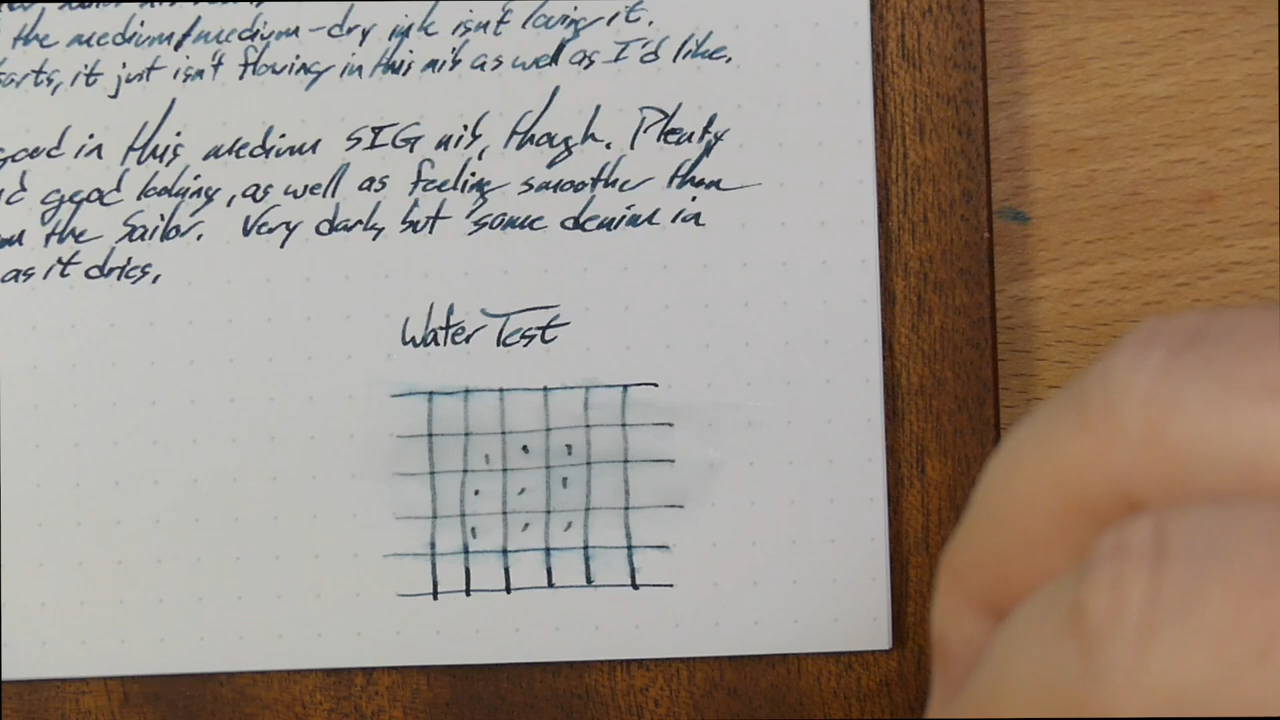 the medium/medium-dry ink isn't loving it.
it just isn't flowing in this nib as well as I'd like.
good in this medium SIG nib, though. Plenty
good looking, as well as feeling smoother than
the Sailor. Very dark, but some denim in
as it dries.
Water Test